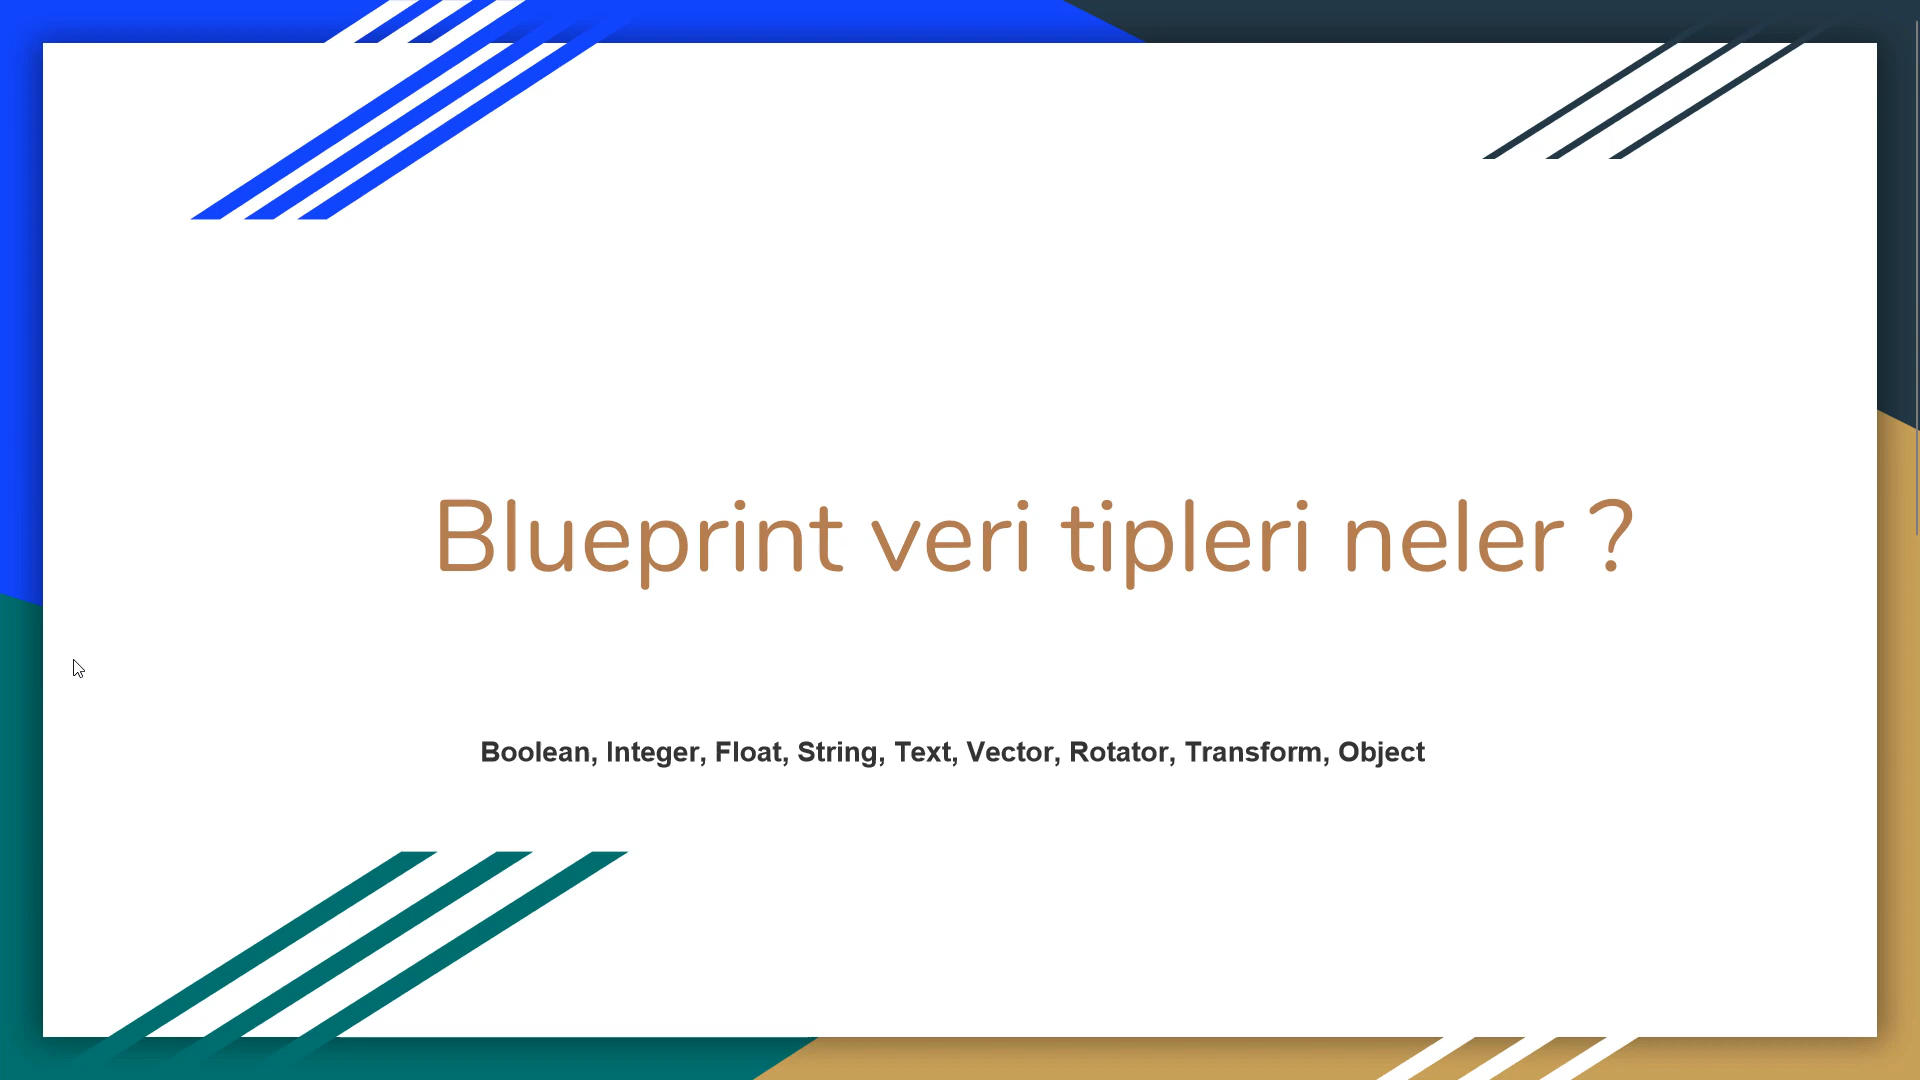 Blueprint veri tipleri neler ?
Boolean, Integer, Float, String, Text, Vector, Rotator, Transform, Object